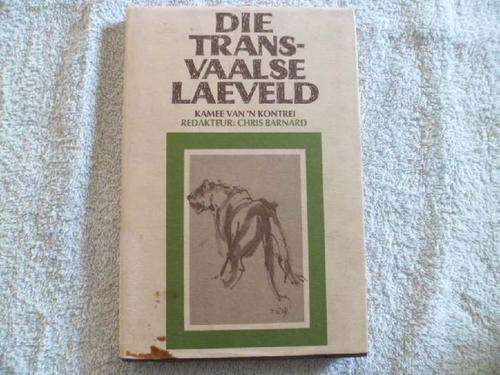 DIE
TRANS-
VAALSE
LAEVELD
KAMEE VAN 'N KONTREI
REDAKTEUR: CHRIS BARNARD